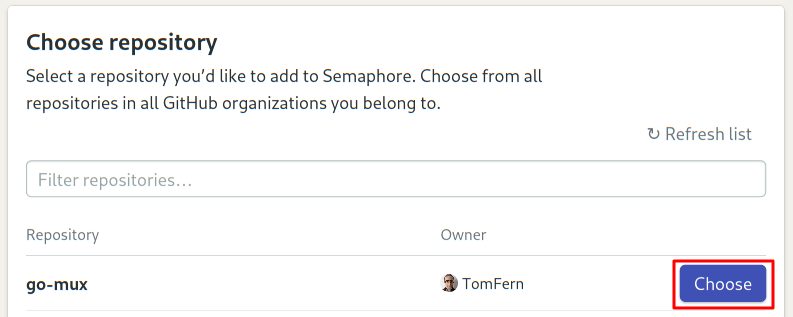 Choose repository
Select a repository you’d like to add to Semaphore. Choose from all
repositories in all GitHub organizations you belong to.
↻ Refresh list
Filter repositories…
Repository Owner
go-mux TomFern Choose